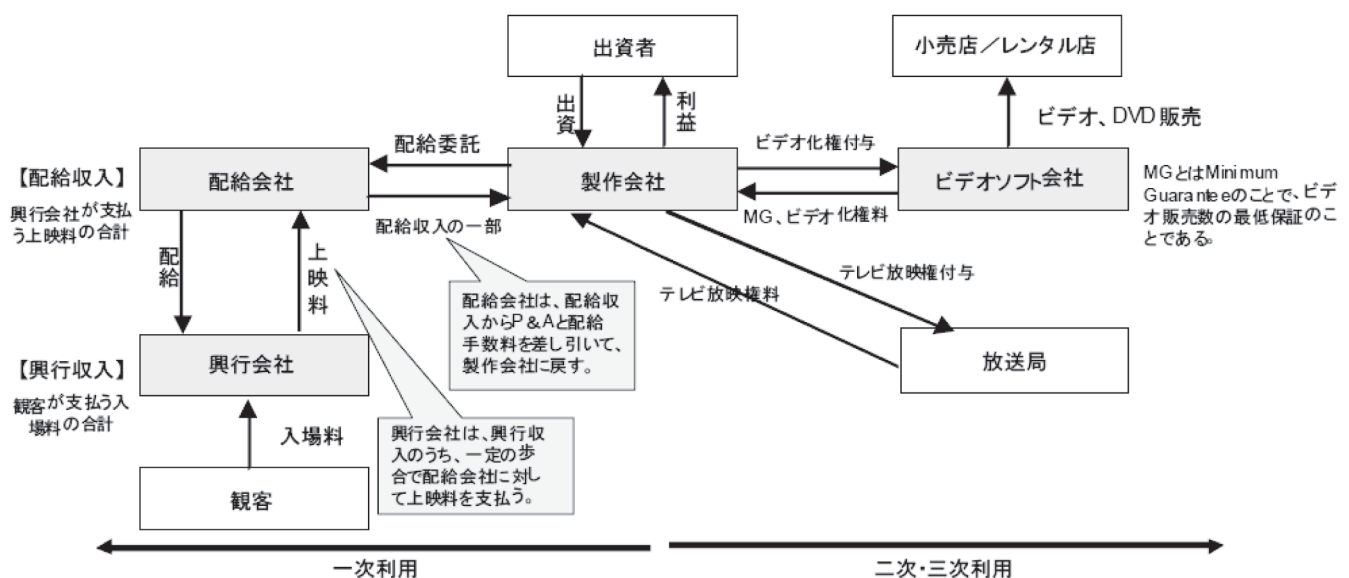 出資者
小売店／レンタル店
出資
利益
ビデオ、DVD販売
配給委託
ビデオ化権付与
【配給収入】
配給会社
製作会社
ビデオソフト会社
興行会社が支払
う上映料の合計
配給収入の一部
MG、ビデオ化権料
MGとはMinimum
Guaranteeのことで、ビデ
オ販売数の最低保証のこ
とである。
配給
上映料
テレビ放映権付与
テレビ放映権料
配給会社は、配給収
入からP＆Aと配給
手数料を差し引いて、
製作会社に戻す。
【興行収入】
興行会社
放送局
観客が支払う入
場料の合計
入場料
興行会社は、興行収
入のうち、一定の歩
合で配給会社に対し
て上映料を支払う。
観客
一次利用
二次・三次利用